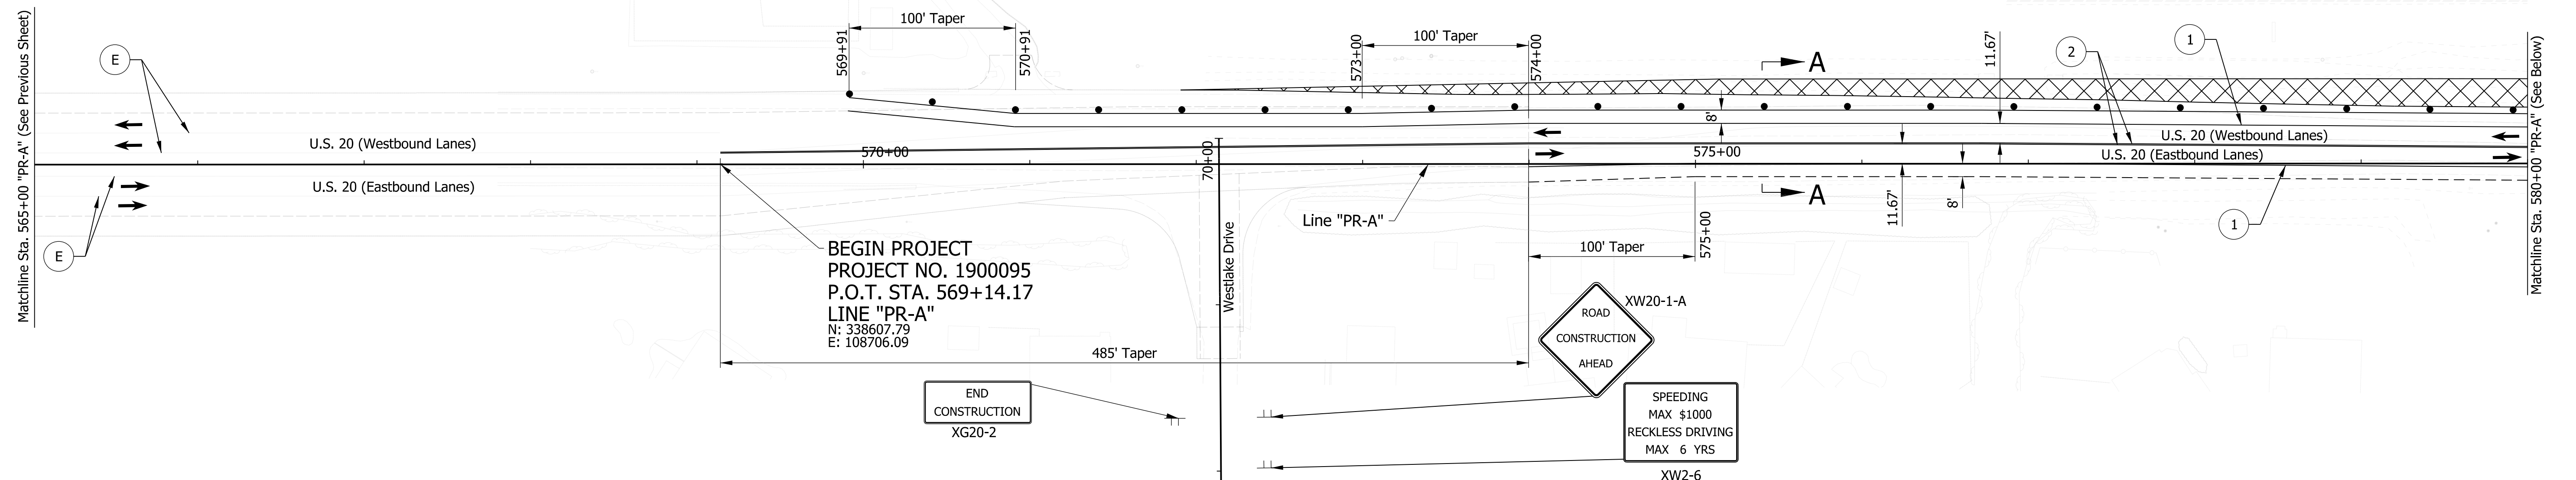 Matchline Sta. 565+00 "PR-A" (See Previous Sheet)
E
E
U.S. 20 (Westbound Lanes)
U.S. 20 (Eastbound Lanes)
100' Taper
569+91
570+91
570+00
BEGIN PROJECT
PROJECT NO. 1900095
P.O.T. STA. 569+14.17
LINE "PR-A"
N: 338607.79
E: 108706.09
485' Taper
END
CONSTRUCTION
XG20-2
70+00
Westlake Drive
Line "PR-A"
100' Taper
573+00
574+00
100' Taper
575+00
575+00
ROAD
CONSTRUCTION
AHEAD
XW20-1-A
SPEEDING
MAX $1000
RECKLESS DRIVING
MAX 6 YRS
XW2-6
A
A
8'
11.67'
11.67'
8'
2
1
U.S. 20 (Westbound Lanes)
U.S. 20 (Eastbound Lanes)
1
Matchline Sta. 580+00 "PR-A" (See Below)